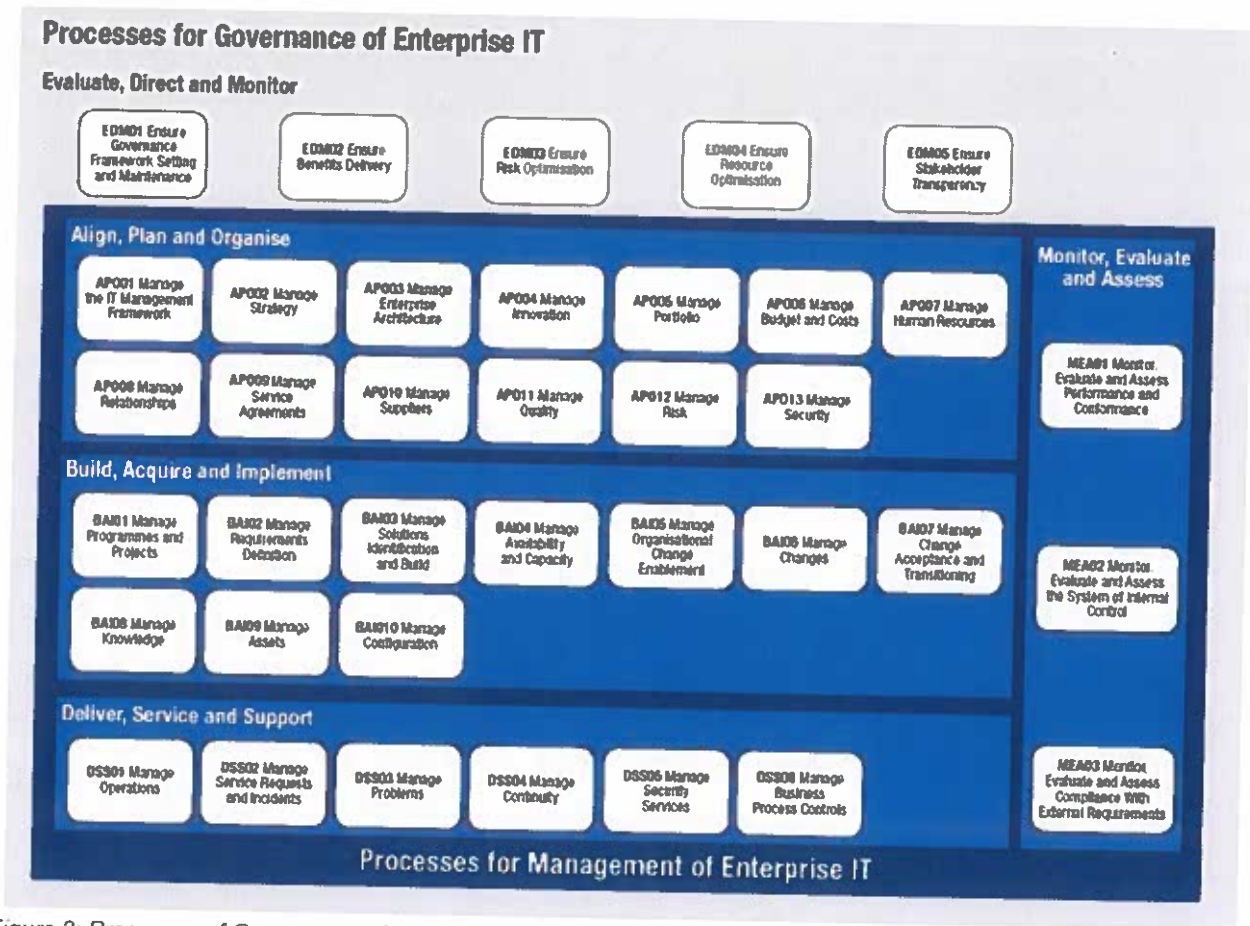 Processes for Governance of Enterprise IT
Evaluate, Direct and Monitor
EDM01 Ensure
Governance
Framework Setting
and Maintenance
EDM02 Ensure
Benefits Delivery
EDM03 Ensure
Risk Optimisation
EDM04 Ensure
Resource
Optimisation
EDM05 Ensure
Stakeholder
Transparency
Align, Plan and Organise
APO01 Manage
the IT Management
Framework
APO02 Manage
Strategy
APO03 Manage
Enterprise
Architecture
APO04 Manage
Innovation
APO05 Manage
Portfolio
APO06 Manage
Budget and Costs
APO07 Manage
Human Resources
APO08 Manage
Relationships
APO09 Manage
Service
Agreements
APO10 Manage
Suppliers
APO11 Manage
Quality
APO12 Manage
Risk
APO13 Manage
Security
Build, Acquire and Implement
BAI01 Manage
Programmes and
Projects
BAI02 Manage
Requirements
Definition
BAI03 Manage
Solutions
Identification
and Build
BAI04 Manage
Availability
and Capacity
BAI05 Manage
Organisational
Change
Enablement
BAI06 Manage
Changes
BAI07 Manage
Change
Acceptance and
Transitioning
BAI08 Manage
Knowledge
BAI09 Manage
Assets
BAI010 Manage
Configuration
Deliver, Service and Support
DSS01 Manage
Operations
DSS02 Manage
Service Requests
and Incidents
DSS03 Manage
Problems
DSS04 Manage
Continuity
DSS05 Manage
Security
Services
DSS06 Manage
Business
Process Controls
Monitor, Evaluate
and Assess
MEA01 Monitor,
Evaluate and Assess
Performance and
Conformance
MEA02 Monitor,
Evaluate and Assess
the System of Internal
Control
MEA03 Monitor,
Evaluate and Assess
Compliance With
External Requirements
Processes for Management of Enterprise IT